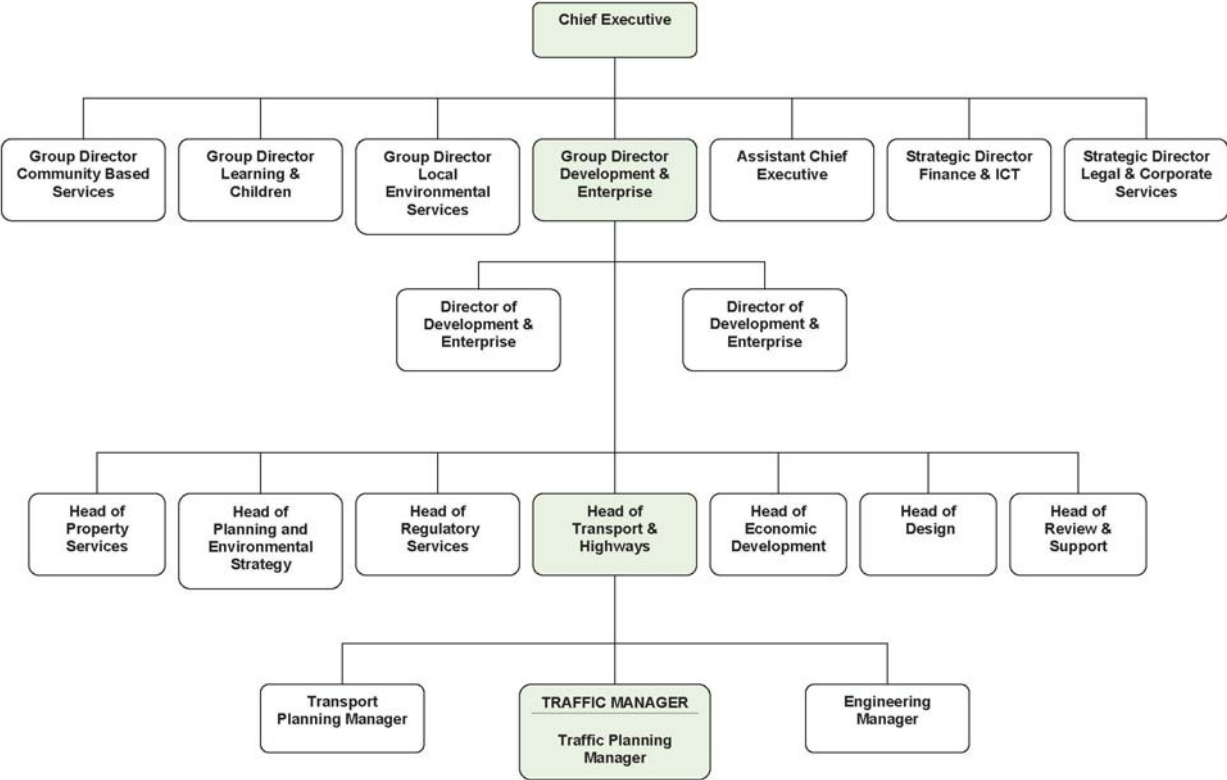 Chief Executive
Group Director
Community Based
Services
Group Director
Learning &
Children
Group Director
Local
Environmental
Services
Group Director
Development &
Enterprise
Assistant Chief
Executive
Strategic Director
Finance & ICT
Strategic Director
Legal & Corporate
Services
Director of
Development &
Enterprise
Director of
Development &
Enterprise
Head of
Property
Services
Head of
Planning and
Environmental
Strategy
Head of
Regulatory
Services
Head of
Transport &
Highways
Head of
Economic
Development
Head of
Design
Head of
Review &
Support
Transport
Planning Manager
TRAFFIC MANAGER
Traffic Planning
Manager
Engineering
Manager